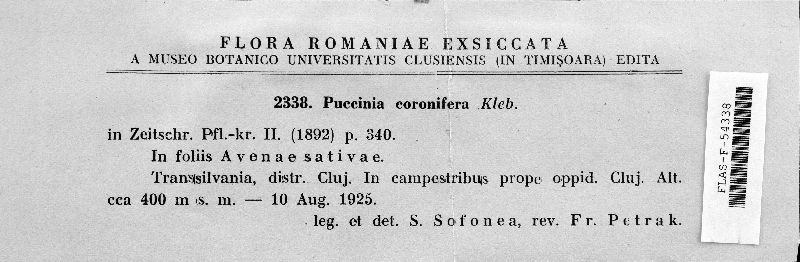 FLORA ROMANIAE EXSICCATA
A MUSEO BOTANICO UNIVERSITATIS CLUSIENSIS (IN TIMIŞOARA) EDITA
2338. Puccinia coronifera Kleb.
in Zeitschr. Pfl.-kr. II. (1892) p. 340.
In foliis Avenae sativae.
Transsilvania, distr. Cluj. In campestribus prope oppid. Cluj. Alt.
cca 400 m s. m. — 10 Aug. 1925.
leg. et det. S. Sofonea, rev. Fr. Petrak.
FLAS-F-54338